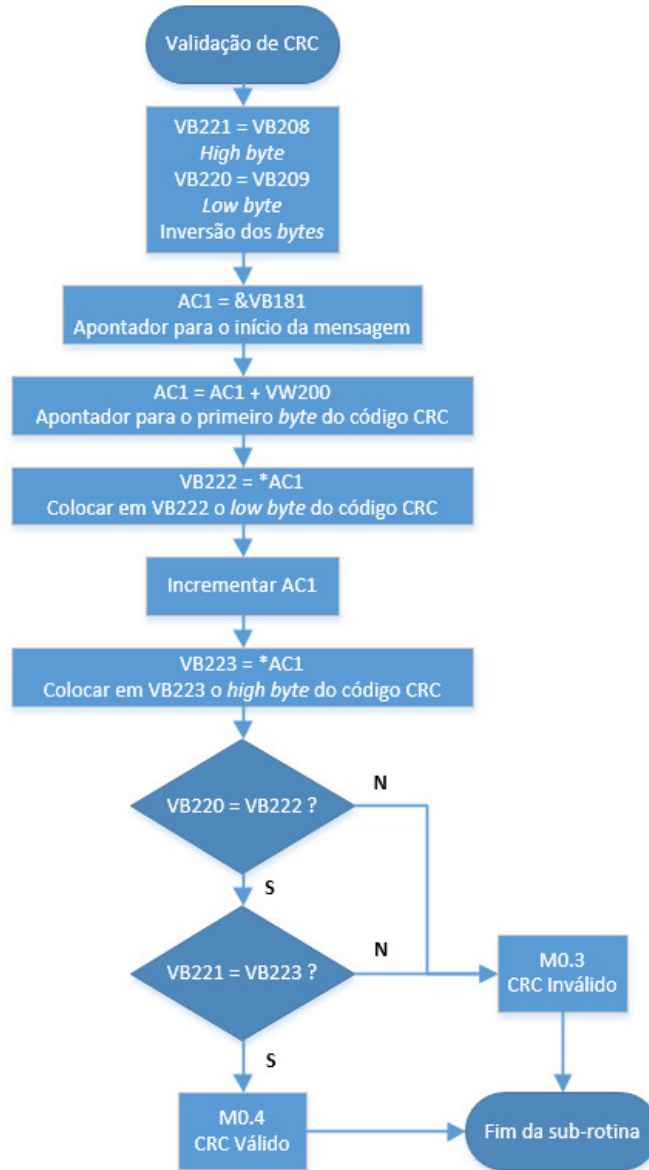 Validação de CRC
VB221 = VB208
High byte
VB220 = VB209
Low byte
Inversão dos bytes
AC1 = &VB181
Apontador para o início da mensagem
AC1 = AC1 + VW200
Apontador para o primeiro byte do código CRC
VB222 = *AC1
Colocar em VB222 o low byte do código CRC
Incrementar AC1
VB223 = *AC1
Colocar em VB223 o high byte do código CRC
VB220 = VB222 ?
N
S
VB221 = VB223 ?
N
M0.3
CRC Inválido
S
M0.4
CRC Válido
Fim da sub-rotina